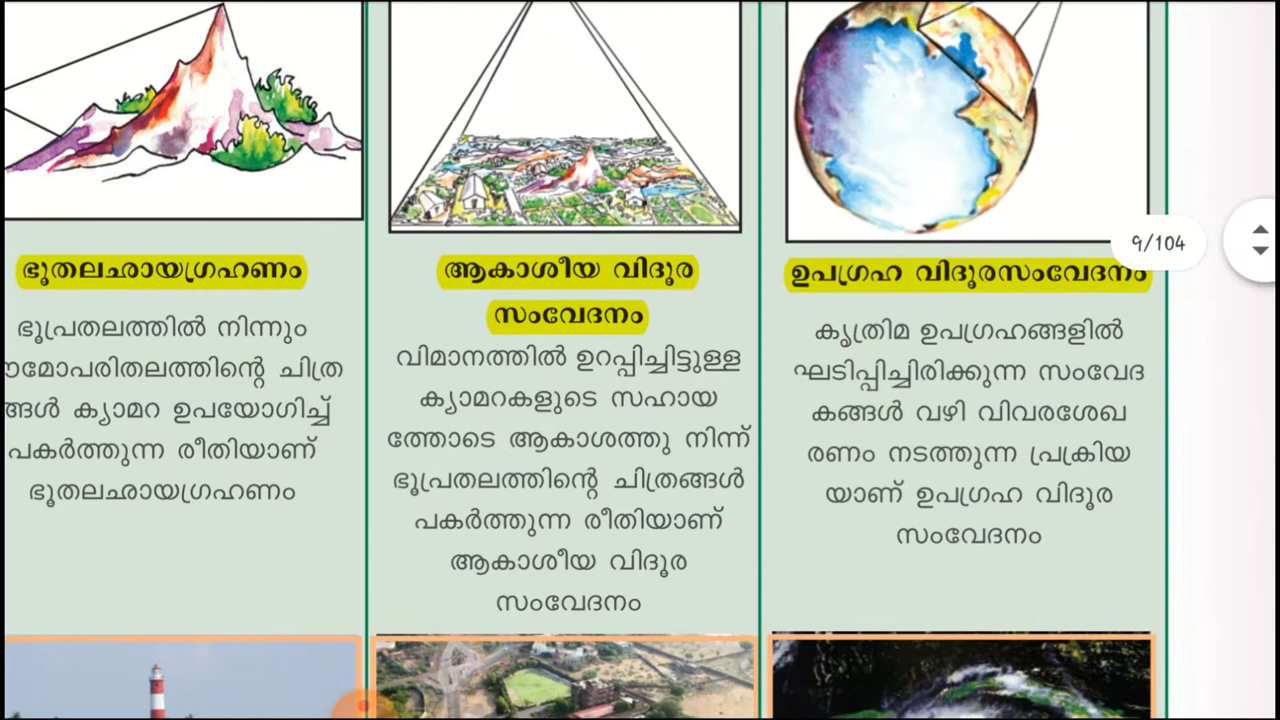 ഭൂതലഛായഗ്രഹണം
ഭൂപ്രതലത്തിൽ നിന്നും
ഭൗമോപരിതലത്തിന്റെ ചിത്ര
ങ്ങൾ ക്യാമറ ഉപയോഗിച്ച്
പകർത്തുന്ന രീതിയാണ്
ഭൂതലഛായഗ്രഹണം
ആകാശീയ വിദൂര
സംവേദനം
വിമാനത്തിൽ ഉറപ്പിച്ചിട്ടുള്ള
ക്യാമറകളുടെ സഹായ
ത്തോടെ ആകാശത്തു നിന്ന്
ഭൂപ്രതലത്തിന്റെ ചിത്രങ്ങൾ
പകർത്തുന്ന രീതിയാണ്
ആകാശീയ വിദൂര
സംവേദനം
ഉപഗ്രഹ വിദൂരസംവേദനം
കൃത്രിമ ഉപഗ്രഹങ്ങളിൽ
ഘടിപ്പിച്ചിരിക്കുന്ന സംവേദ
കങ്ങൾ വഴി വിവരശേഖ
രണം നടത്തുന്ന പ്രക്രിയ
യാണ് ഉപഗ്രഹ വിദൂര
സംവേദനം
9/104